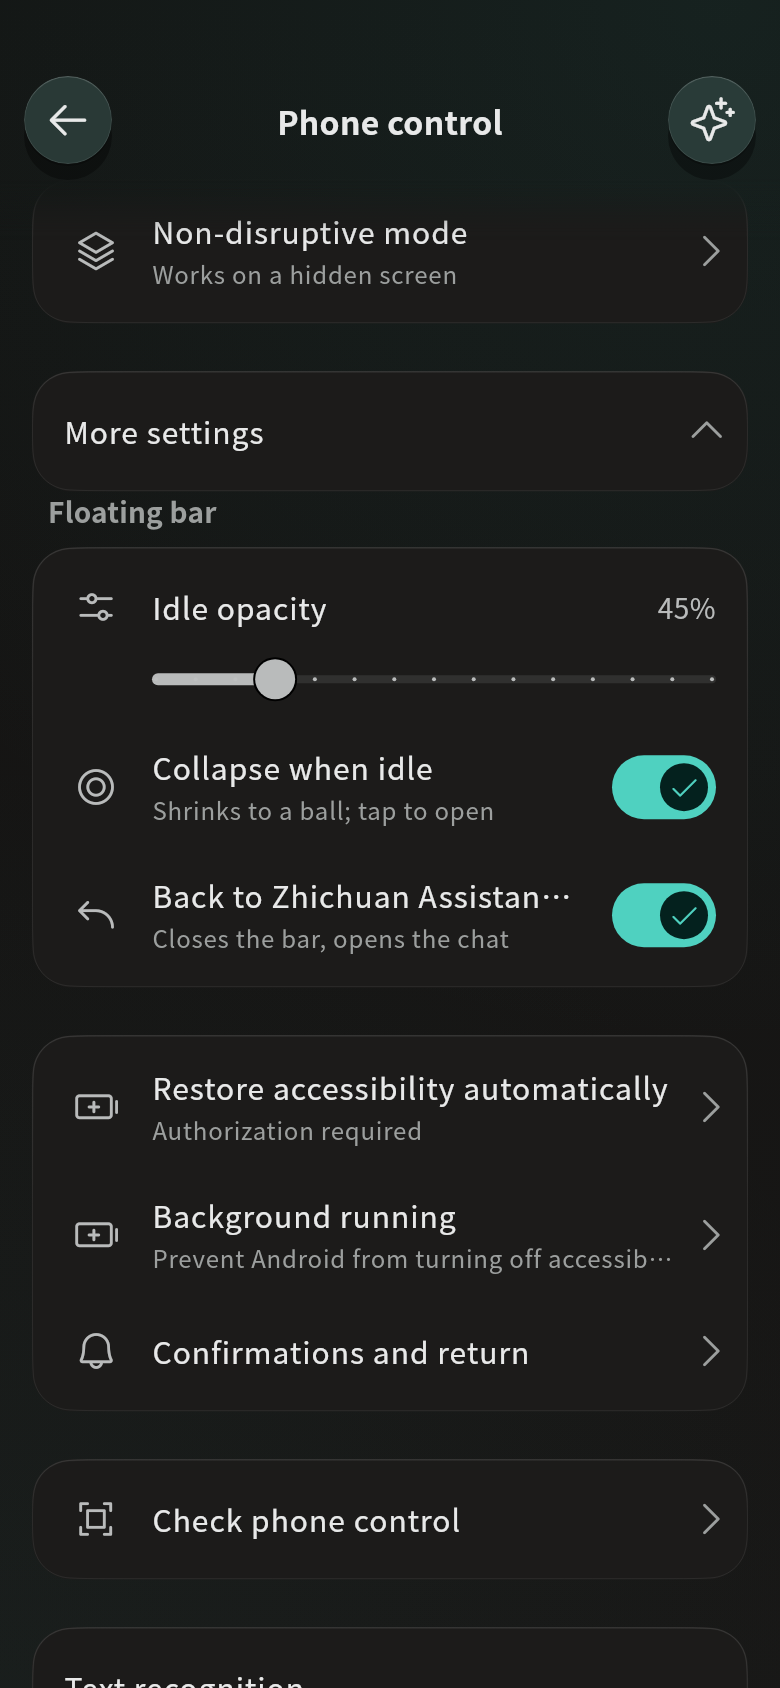 Phone control
Non-disruptive mode
Works on a hidden screen
More settings
Floating bar
Idle opacity
45%
Collapse when idle
Shrinks to a ball; tap to open
Back to Zhichuan Assistan…
Closes the bar, opens the chat
Restore accessibility automatically
Authorization required
Background running
Prevent Android from turning off accessib…
Confirmations and return
Check phone control
Text recognition